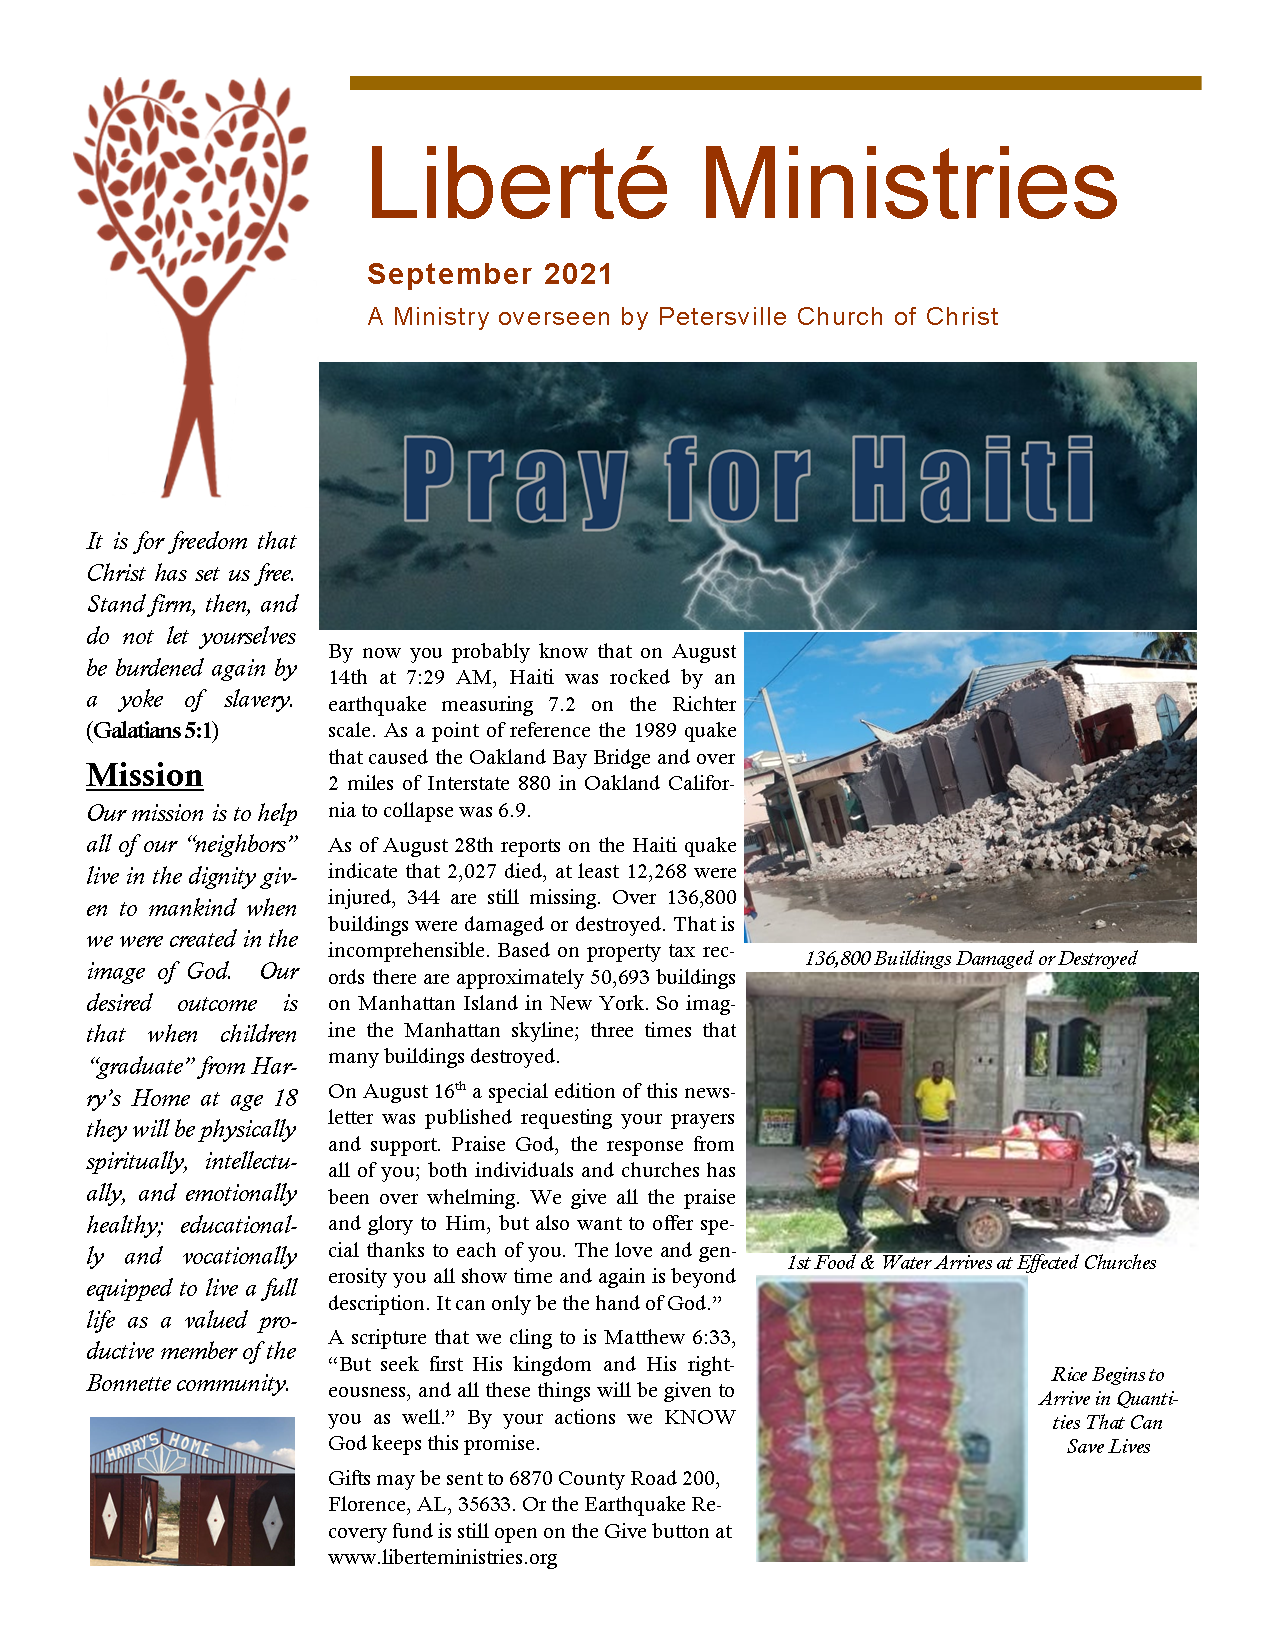 Liberté Ministries
September 2021
A Ministry overseen by Petersville Church of Christ
Pray for Haiti
It is for freedom that
Christ has set us free.
Stand firm, then, and
do not let yourselves
be burdened again by
a yoke of slavery.
(Galatians 5:1)
Mission
Our mission is to help
all of our “neighbors”
live in the dignity giv-
en to mankind when
we were created in the
image of God. Our
desired outcome is
that when children
“graduate” from Har-
ry’s Home at age 18
they will be physically
spiritually, intellectu-
ally, and emotionally
healthy; educational-
ly and vocationally
equipped to live a full
life as a valued pro-
ductive member of the
Bonnette community.
HARRY'S HOME
By now you probably know that on August
14th at 7:29 AM, Haiti was rocked by an
earthquake measuring 7.2 on the Richter
scale. As a point of reference the 1989 quake
that caused the Oakland Bay Bridge and over
2 miles of Interstate 880 in Oakland Califor-
nia to collapse was 6.9.
As of August 28th reports on the Haiti quake
indicate that 2,027 died, at least 12,268 were
injured, 344 are still missing. Over 136,800
buildings were damaged or destroyed. That is
incomprehensible. Based on property tax rec-
ords there are approximately 50,693 buildings
on Manhattan Island in New York. So imag-
ine the Manhattan skyline; three times that
many buildings destroyed.
On August 16th a special edition of this news-
letter was published requesting your prayers
and support. Praise God, the response from
all of you; both individuals and churches has
been over whelming. We give all the praise
and glory to Him, but also want to offer spe-
cial thanks to each of you. The love and gen-
erosity you all show time and again is beyond
description. It can only be the hand of God.”
A scripture that we cling to is Matthew 6:33,
“But seek first His kingdom and His right-
eousness, and all these things will be given to
you as well.” By your actions we KNOW
God keeps this promise.
Gifts may be sent to 6870 County Road 200,
Florence, AL, 35633. Or the Earthquake Re-
covery fund is still open on the Give button at
www.liberteministries.org
136,800 Buildings Damaged or Destroyed
1st Food & Water Arrives at Effected Churches
Rice Begins to
Arrive in Quanti-
ties That Can
Save Lives